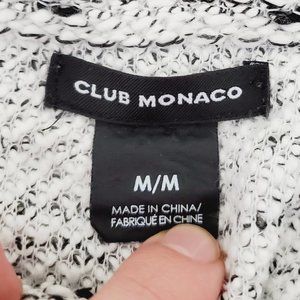 CLUB MONACO
M/M
MADE IN CHINA/
FABRIQUÉ EN CHINE